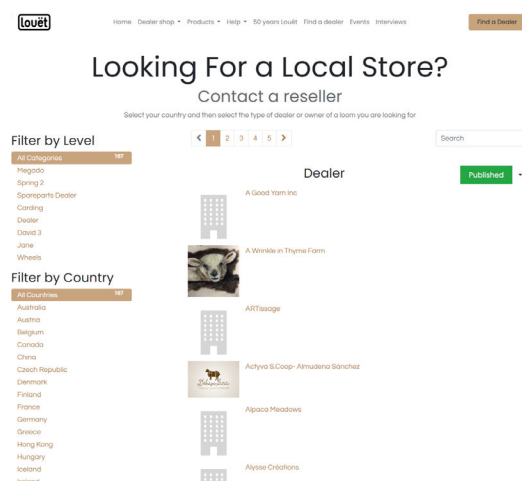 louët
Home Dealer shop Products Help 50 years Louët Find a dealer Events Interviews
Find a Dealer
Looking For a Local Store?
Contact a reseller
Select your country and then select the type of dealer or owner of a loom you are looking for
1 2 3 4 5
Search
Filter by Level
All Categories 187
Megado
Spring 2
Spareparts Dealer
Carding
Dealer
David 3
Jane
Wheels
Filter by Country
All Countries 187
Australia
Austria
Belgium
Canada
China
Czech Republic
Denmark
Finland
France
Germany
Greece
Hong Kong
Hungary
Iceland
Dealer
Published
A Good Yarn Inc
A Wrinkle in Thyme Farm
ARTissage
Actyva S.Coop- Almudena Sánchez
Alpaca Meadows
Alysse Créations